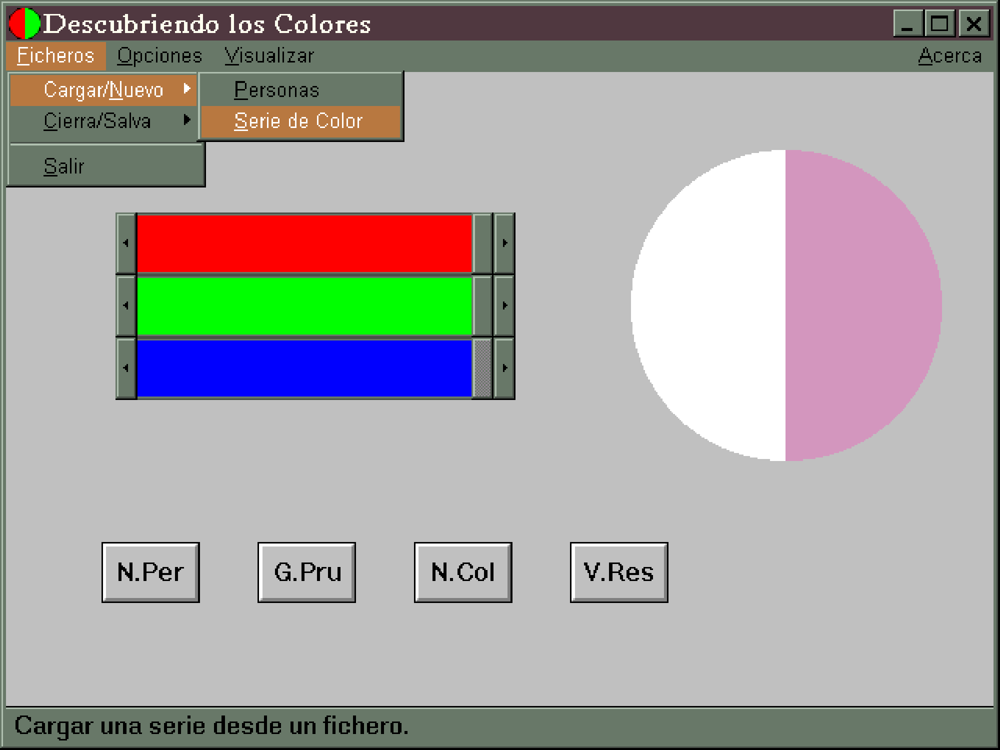 Descubriendo los Colores
Ficheros Opciones Visualizar Acerca
Cargar/Nuevo Personas
Cierra/Salva Serie de Color
Salir
N.Per G.Pru N.Col V.Res
Cargar una serie desde un fichero.